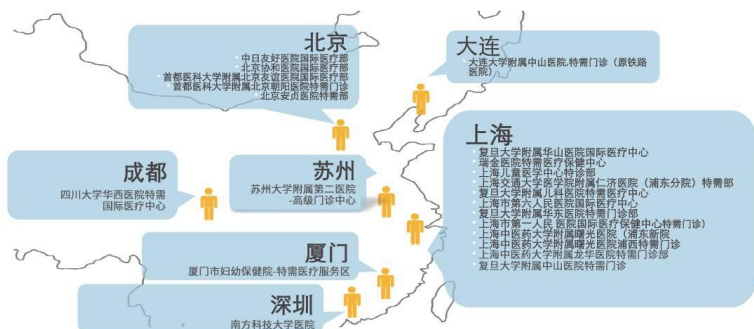 北京
中日友好医院国际医疗部
北京协和医院国际医疗部
首都医科大学附属北京友谊医院国际医疗部
首都医科大学附属北京朝阳医院特需门诊
北京安贞医院特需部
大连
大连大学附属中山医院,特需门诊（原铁路
医院）
上海
复旦大学附属华山医院国际医疗中心
瑞金医院特需医疗保健中心
上海儿童医学中心特诊部
上海交通大学医学院附属仁济医院（浦东分院）特需部
复旦大学附属儿科医院特需医疗中心
上海市第六人民医院国际医疗中心
复旦大学附属华东医院特需门诊部
上海市第一人民 医院国际医疗保健中心特需门诊）
上海中医药大学附属曙光医院（浦东新院
上海中医药大学附属曙光医院浦西特需门诊
上海中医药大学附属龙华医院特需门诊部
复旦大学附属中山医院特需门诊
成都
四川大学华西医院特需
国际医疗中心
苏州
苏州大学附属第二医院
-高级门诊中心
厦门
厦门市妇幼保健院-特需医疗服务区
深圳
南方科技大学医院